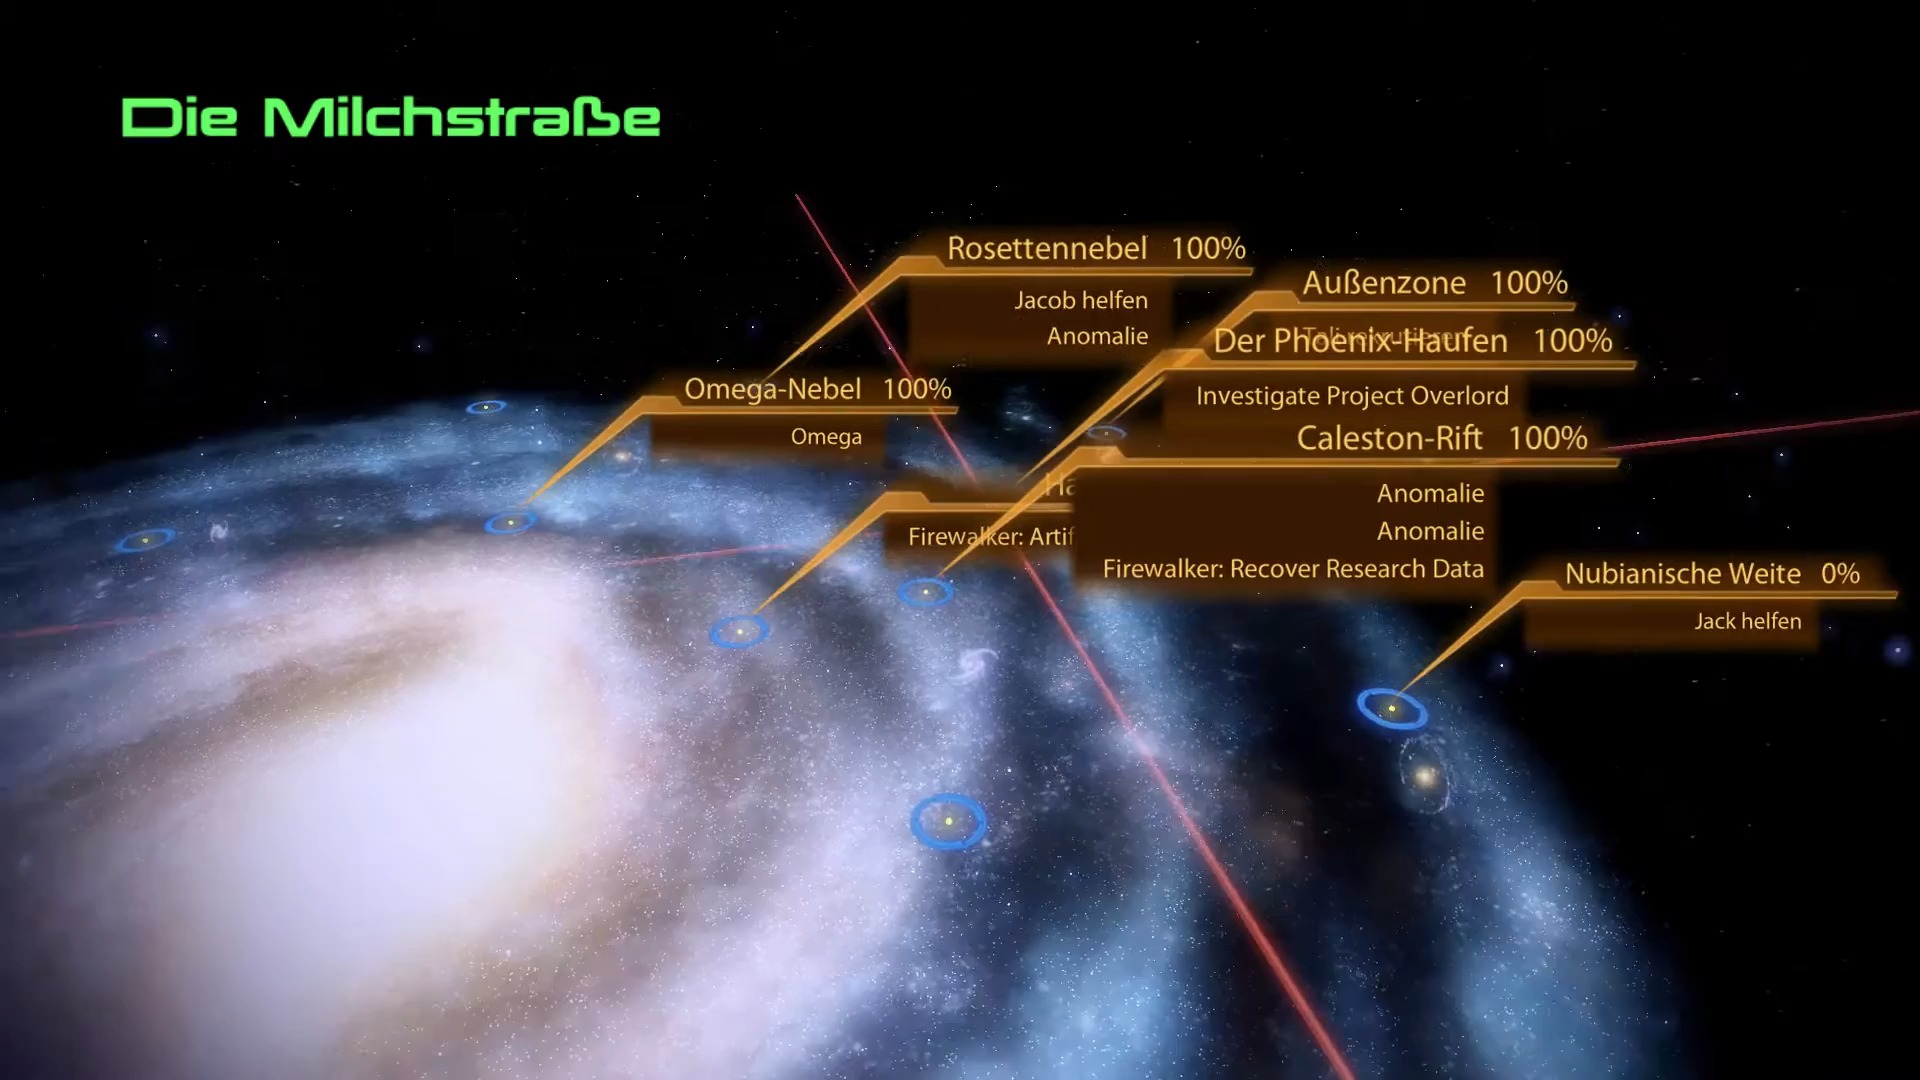 Die Milchstraße
Rosettennebel 100%
Jacob helfen
Anomalie
Außenzone 100%
Der Phoenix-Haufen 100%
Investigate Project Overlord
Omega-Nebel 100%
Omega
Caleston-Rift 100%
Anomalie
Anomalie
Firewalker: Recover Research Data
Firewalker:
Nubianische Weite 0%
Jack helfen